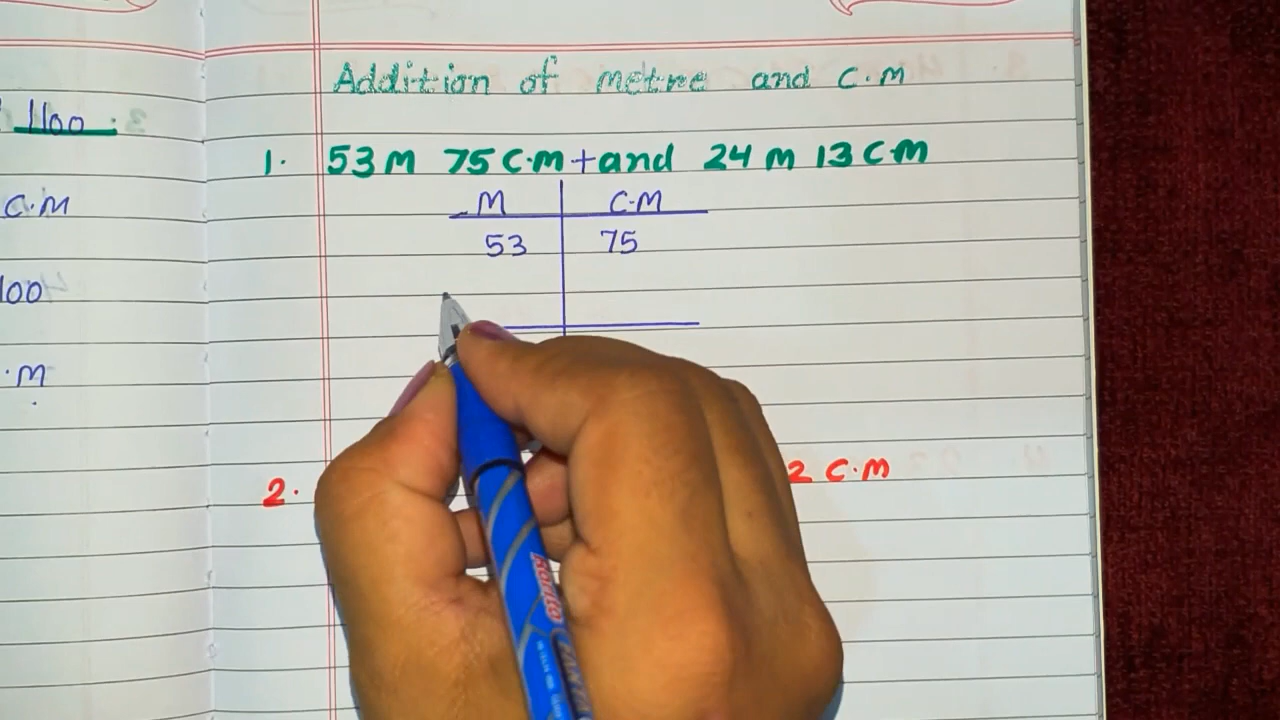 1100.
C.M
100
.M
Addition of metre and C.M
1. 53 M 75 C.M + and 24 M 13 C.M
M C.M
53 75
2. 2 C.M